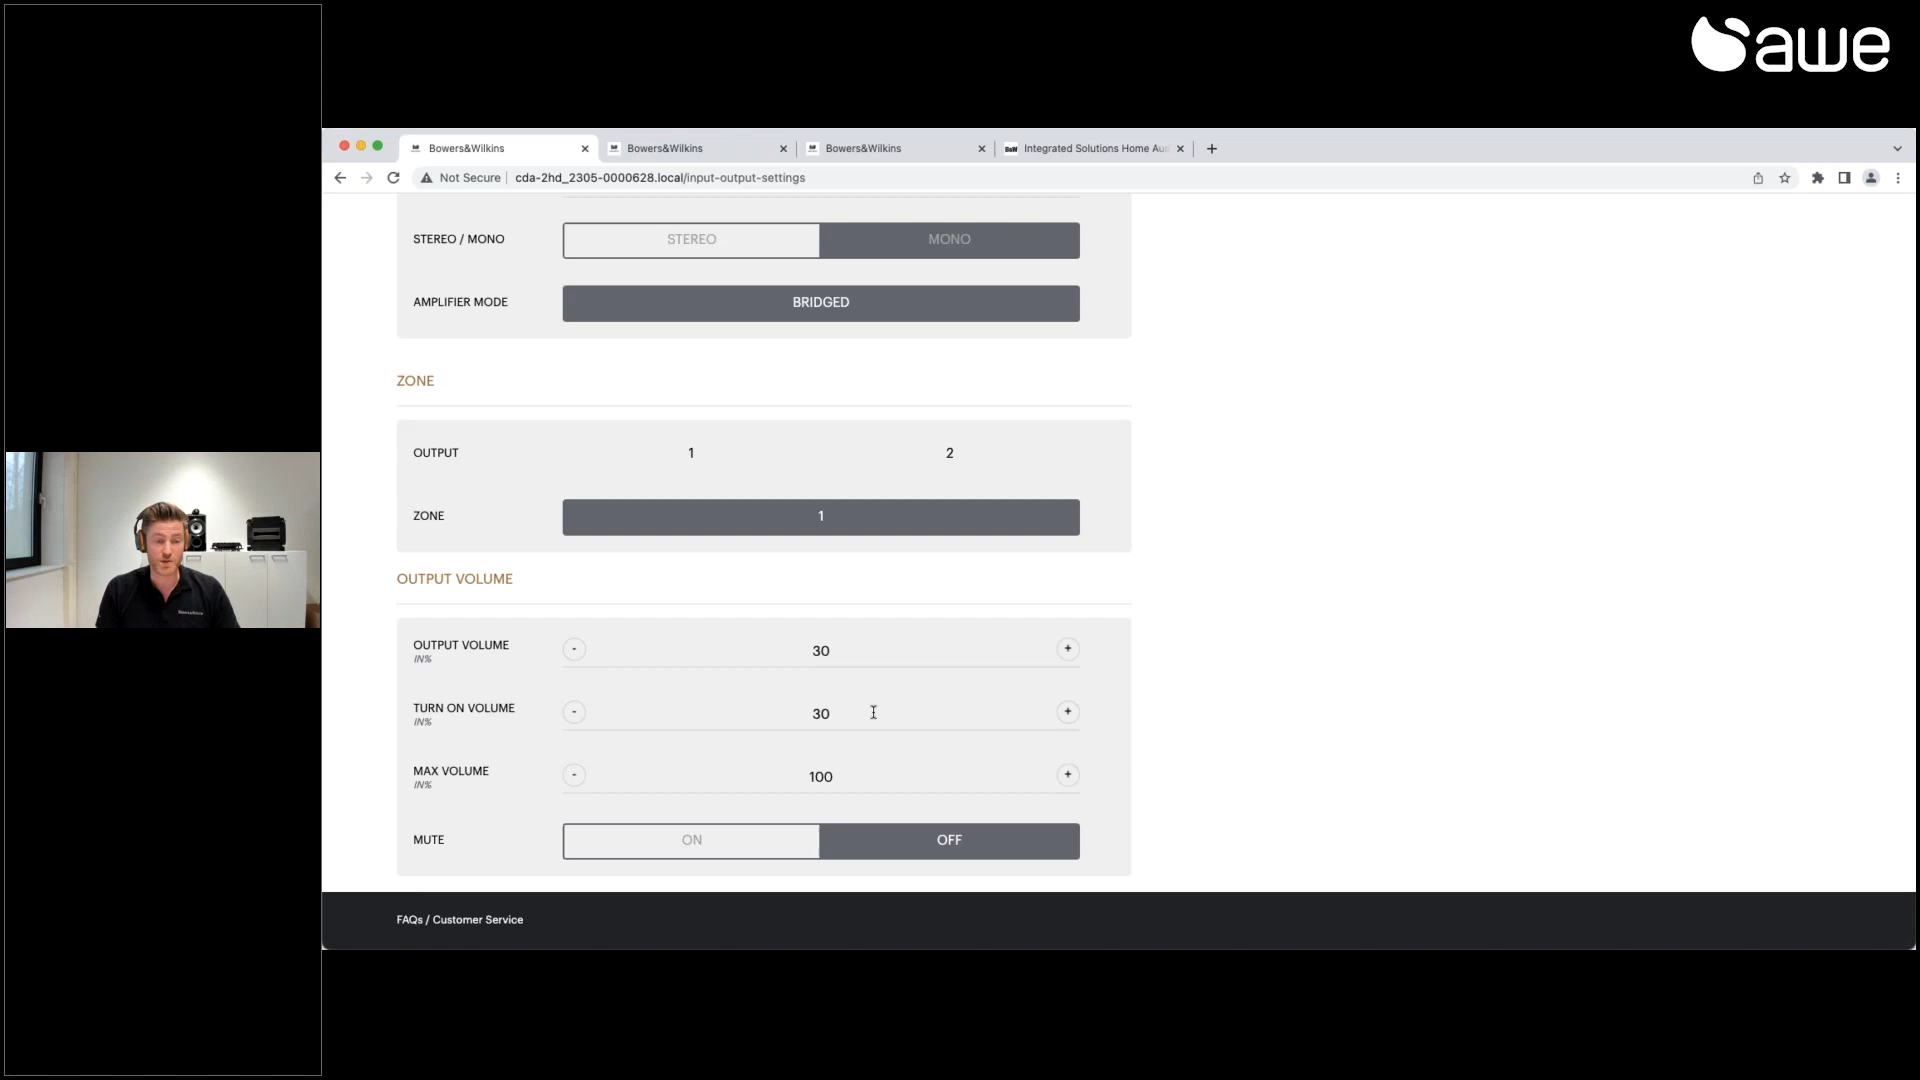 awe
Bowers&Wilkins
Bowers&Wilkins
Bowers&Wilkins
B&W Integrated Solutions Home Au
Not Secure cda-2hd_2305-0000628.local/input-output-settings
STEREO / MONO STEREO MONO
AMPLIFIER MODE BRIDGED
ZONE
OUTPUT 1 2
ZONE 1
OUTPUT VOLUME
OUTPUT VOLUME - 30 +
IN%
TURN ON VOLUME - 30 +
IN%
MAX VOLUME - 100 +
IN%
MUTE ON OFF
FAQs / Customer Service